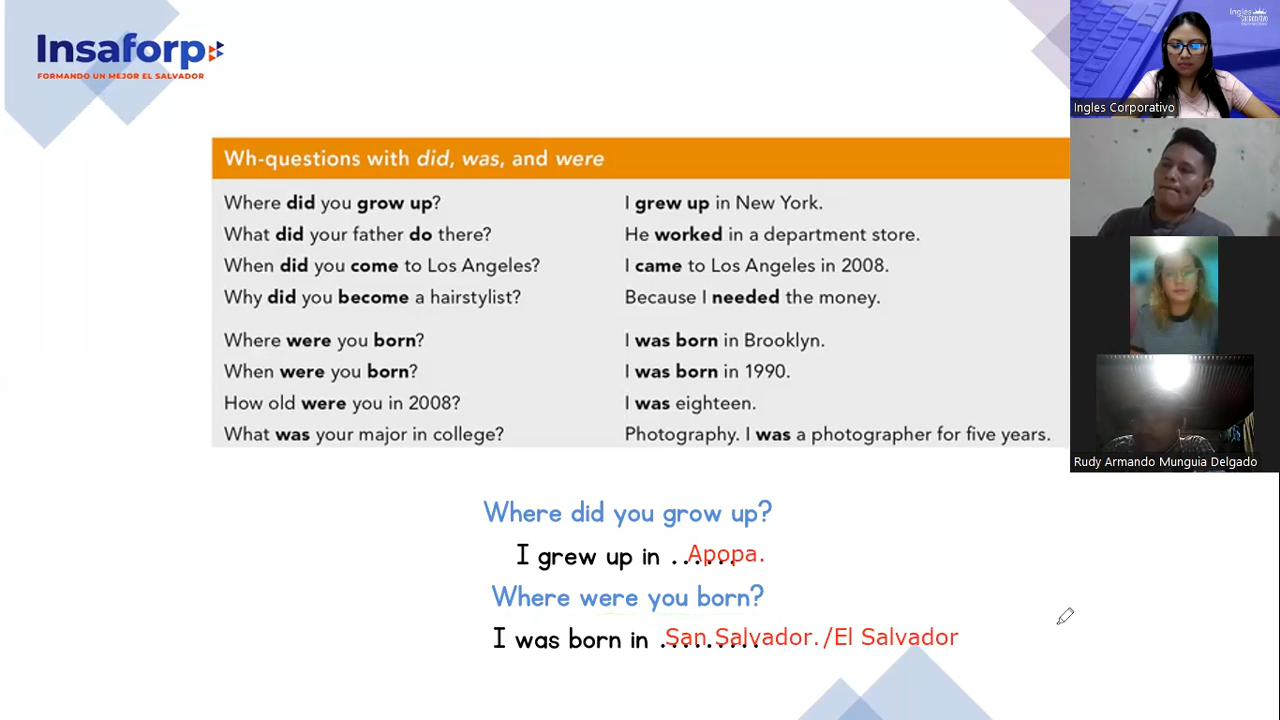 Insaforp
FORMANDO UN MEJOR EL SALVADOR
Wh-questions with did, was, and were
Where did you grow up? I grew up in New York.
What did your father do there? He worked in a department store.
When did you come to Los Angeles? I came to Los Angeles in 2008.
Why did you become a hairstylist? Because I needed the money.
Where were you born? I was born in Brooklyn.
When were you born? I was born in 1990.
How old were you in 2008? I was eighteen.
What was your major in college? Photography. I was a photographer for five years.
Where did you grow up?
I grew up in ...... Apopa.
Where were you born?
I was born in ......... San Salvador. /El Salvador
Ingles
Ingles Corporativo
Rudy Armando Munguia Delgado